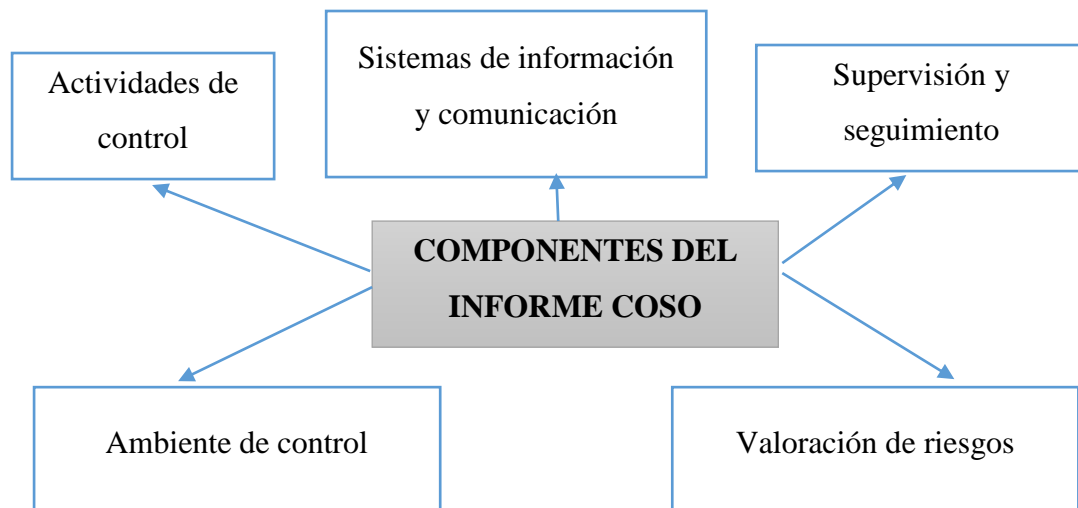 Actividades de
control
Sistemas de información
y comunicación
Supervisión y
seguimiento
COMPONENTES DEL
INFORME COSO
Ambiente de control
Valoración de riesgos